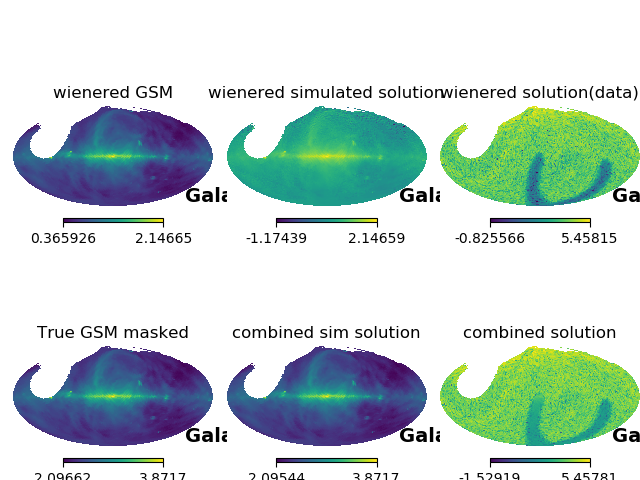 wienered GSM wienered simulated solution wienered solution(data)
Gala Gala Ga
0.365926 2.14665 -1.17439 2.14659 -0.825566 5.45815
True GSM masked combined sim solution combined solution
Gala Gala Ga
2.09662 3.8717 2.09544 3.8717 -1.52919 5.45781